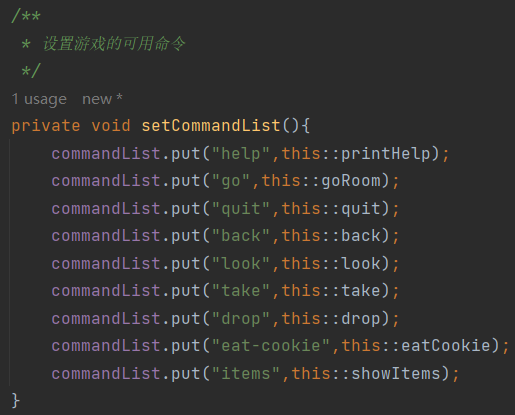 /**
 * 设置游戏的可用命令
 */
1 usage   new *
private void setCommandList(){
    commandList.put("help",this::printHelp);
    commandList.put("go",this::goRoom);
    commandList.put("quit",this::quit);
    commandList.put("back",this::back);
    commandList.put("look",this::look);
    commandList.put("take",this::take);
    commandList.put("drop",this::drop);
    commandList.put("eat-cookie",this::eatCookie);
    commandList.put("items",this::showItems);
}